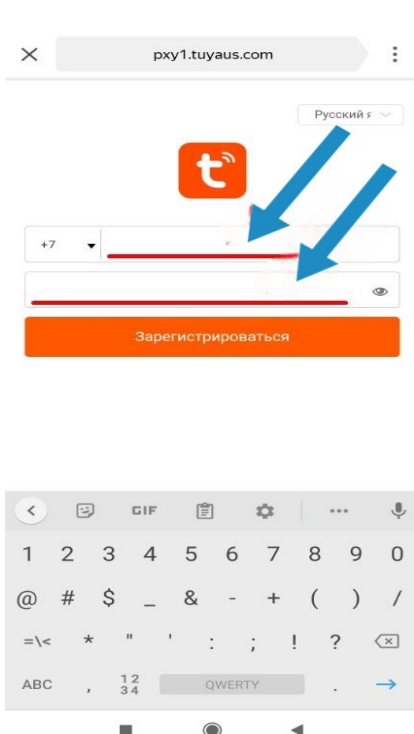 pxy1.tuyaus.com
Русский я
t
+7
Зарегистрироваться
GIF
1 2 3 4 5 6 7 8 9 0
@ # $ _ & - + ( ) /
=\< * " ' : ; ! ? 
ABC , 12 34 QWERTY .